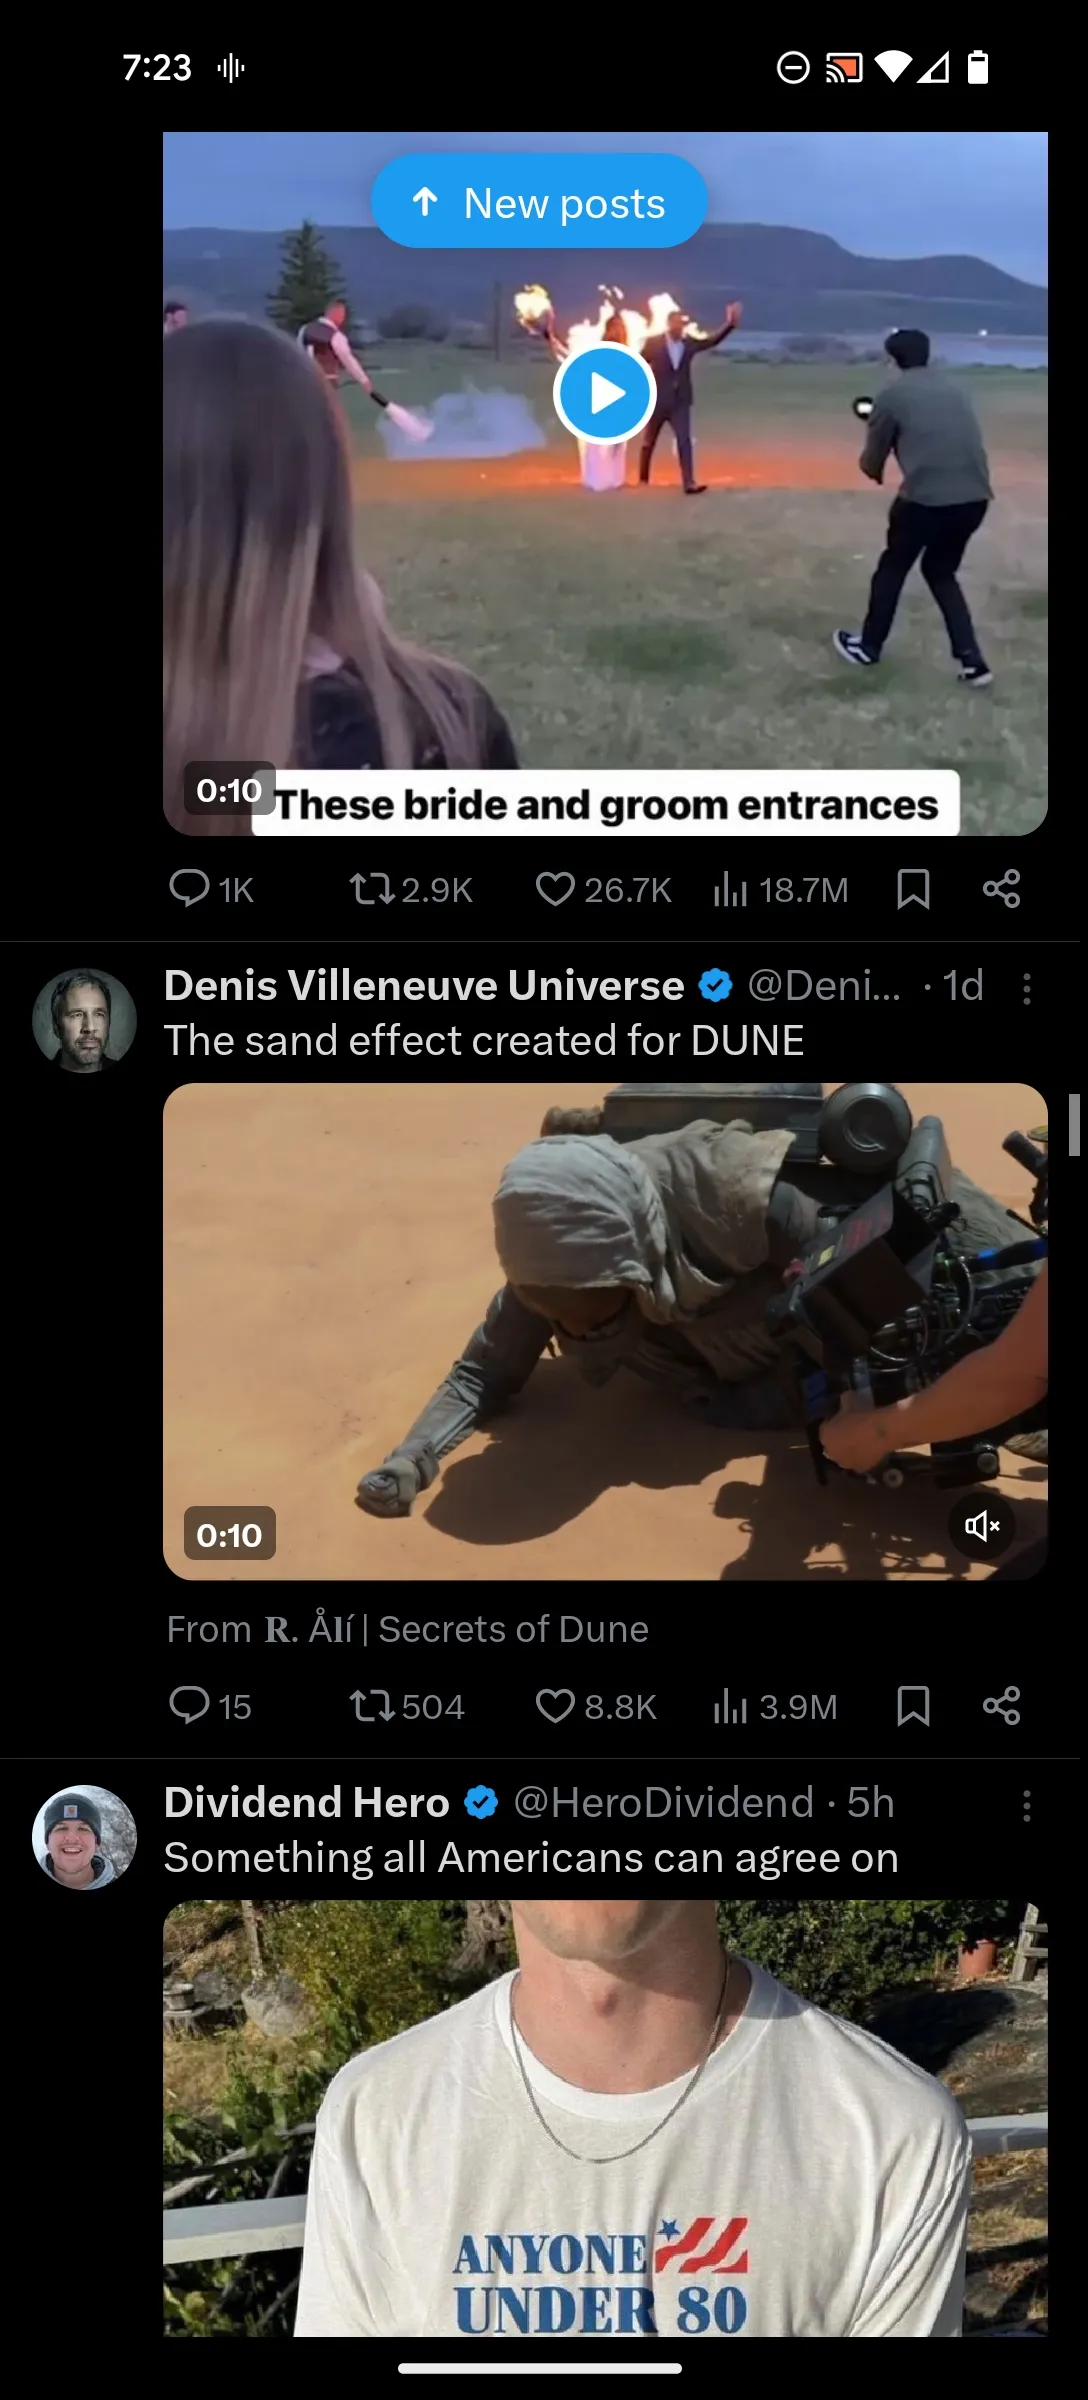 7:23
New posts
0:10
These bride and groom entrances
1K 2.9K 26.7K 18.7M
Denis Villeneuve Universe @Deni... · 1d
The sand effect created for DUNE
0:10
From 𝐑. Åłí | Secrets of Dune
15 504 8.8K 3.9M
Dividend Hero @HeroDividend · 5h
Something all Americans can agree on
ANYONE
UNDER 80